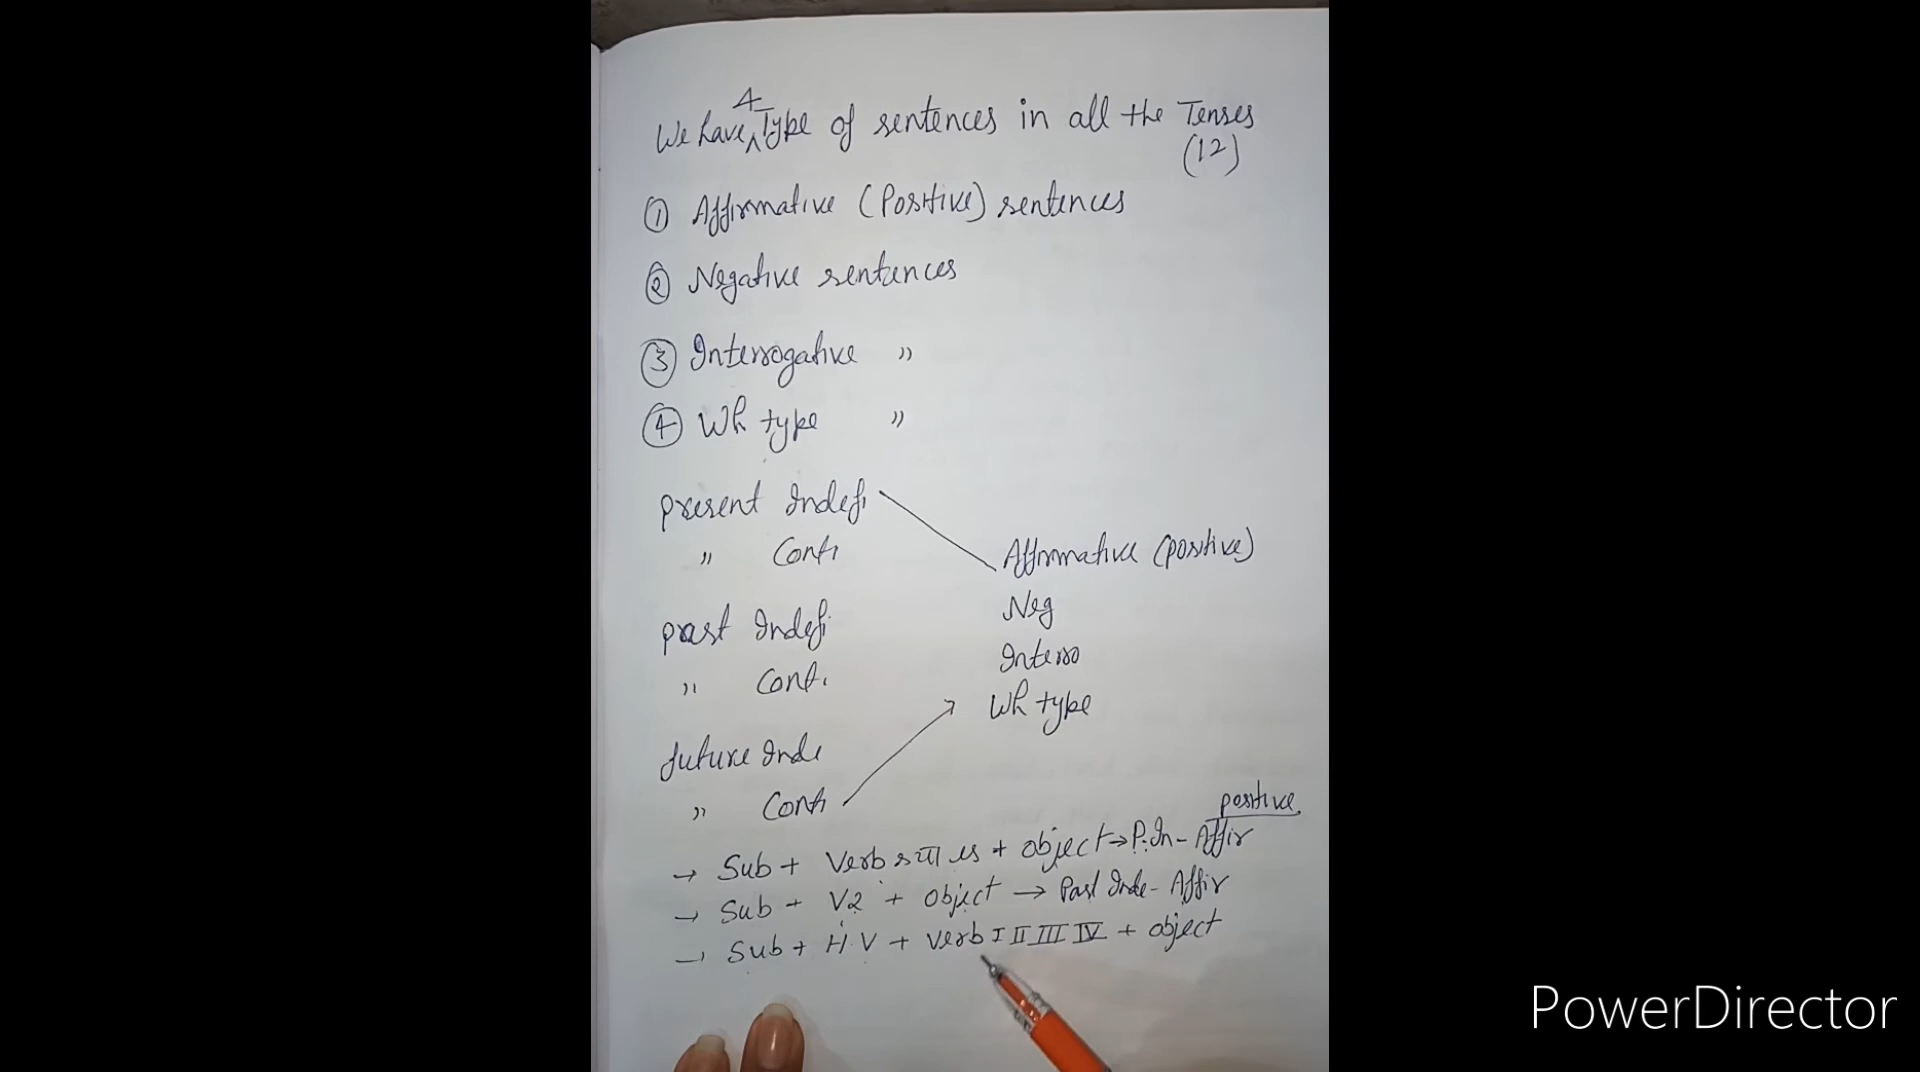 We have 4 Type of sentences in all the Tenses
(12)
① Affirmative (Positive) sentences
② Negative sentences
③ Interrogative "
④ Wh type "
present Indefi
" Conti
Affirmative (positive)
Neg
past Indefi
Interro
" Conti
Wh type
future Inde
" Conti
positive
→ Sub + Verb s es + object → P.In - Affir
→ Sub + V2 + object → Past Inde - Affir
→ Sub + H.V + verb I II III IV + object
PowerDirector